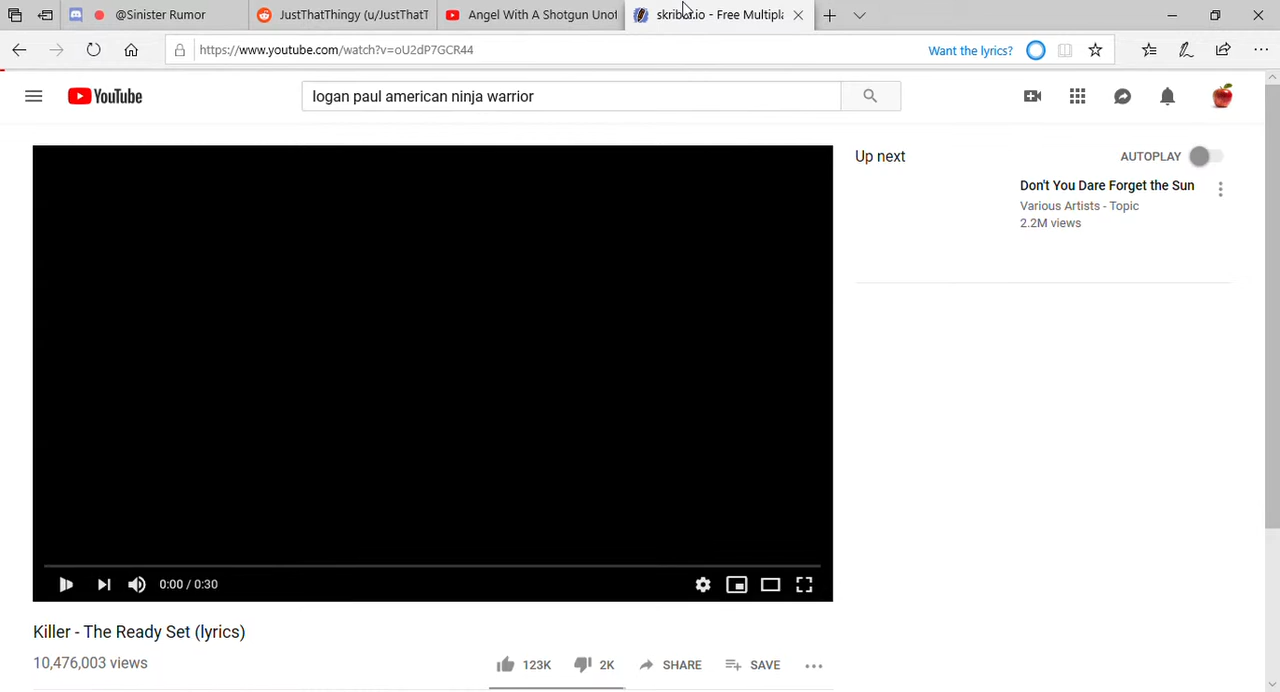 @Sinister Rumor
JustThatThingy (u/JustThatT
Angel With A Shotgun Unof
skribbl.io - Free Multipla
https://www.youtube.com/watch?v=oU2dP7GCR44
Want the lyrics?
YouTube
logan paul american ninja warrior
Up next
AUTOPLAY
Don't You Dare Forget the Sun
Various Artists - Topic
2.2M views
0:00 / 0:30
Killer - The Ready Set (lyrics)
10,476,003 views
123K
2K
SHARE
SAVE